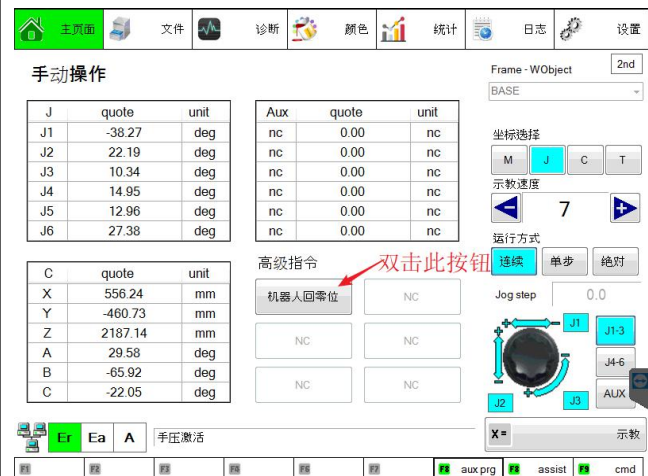 主页面 文件 诊断 颜色 统计 日志 设置
手动操作
Frame - WObject 2nd
BASE
J quote unit
J1 -38.27 deg
J2 22.19 deg
J3 10.34 deg
J4 14.95 deg
J5 12.96 deg
J6 27.38 deg
Aux quote unit
nc 0.00 nc
nc 0.00 nc
nc 0.00 nc
nc 0.00 nc
nc 0.00 nc
nc 0.00 nc
坐标选择
M J C T
示教速度
7
运行方式
连续 单步 绝对
C quote unit
X 556.24 mm
Y -460.73 mm
Z 2187.14 mm
A 29.58 deg
B -65.92 deg
C -22.05 deg
高级指令
双击此按钮
机器人回零位 NC
NC NC
NC NC
Jog step 0.0
J1 J1-3
J4-6
J2 J3 AUX
Er Ea A 手压激活
X= 示教
F1 F2 F3 F4 F6 F7 F8 aux prg F8 assist F9 cmd